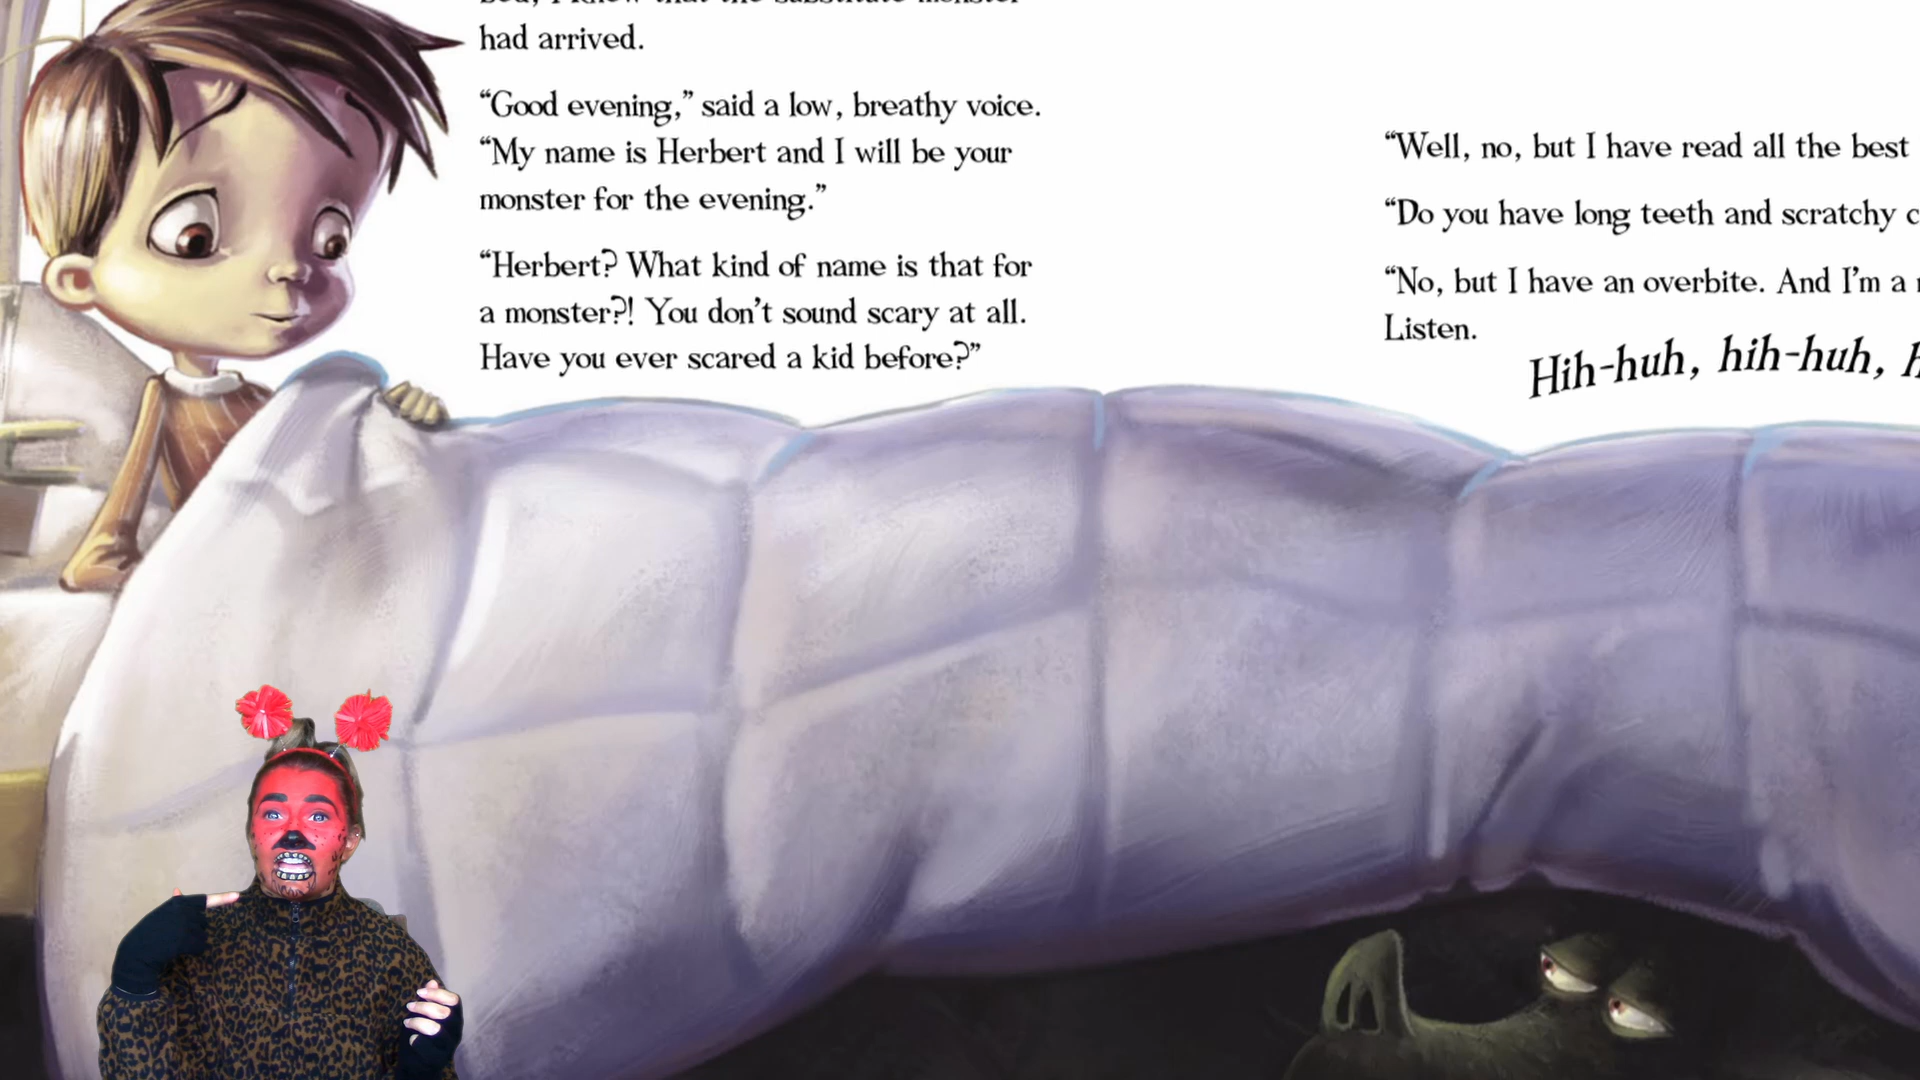 had arrived.
“Good evening,” said a low, breathy voice.
“My name is Herbert and I will be your
monster for the evening.”
“Herbert? What kind of name is that for
a monster?! You don’t sound scary at all.
Have you ever scared a kid before?”
“Well, no, but I have read all the best
“Do you have long teeth and scratchy
“No, but I have an overbite. And I’m a
Listen.
Hih-huh, hih-huh,